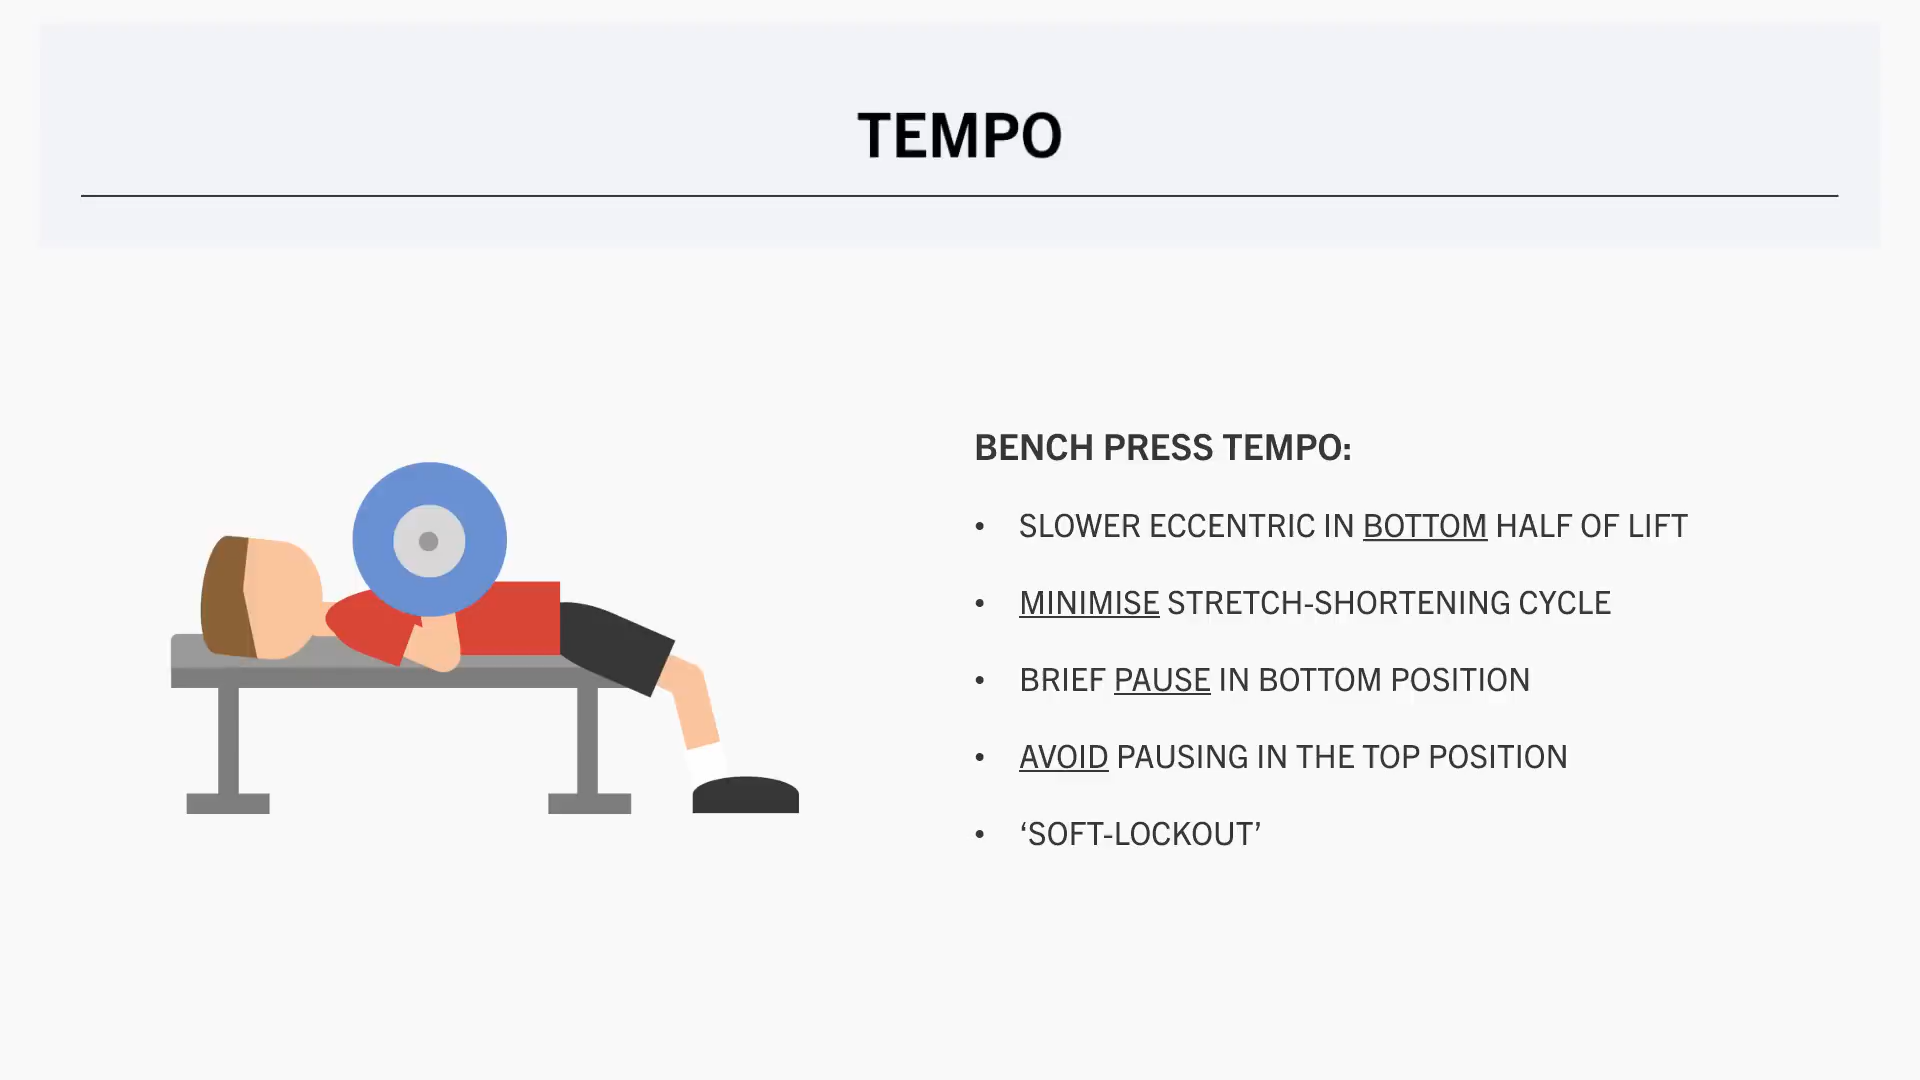 TEMPO
BENCH PRESS TEMPO:
• SLOWER ECCENTRIC IN BOTTOM HALF OF LIFT
• MINIMISE STRETCH-SHORTENING CYCLE
• BRIEF PAUSE IN BOTTOM POSITION
• AVOID PAUSING IN THE TOP POSITION
• ‘SOFT-LOCKOUT’